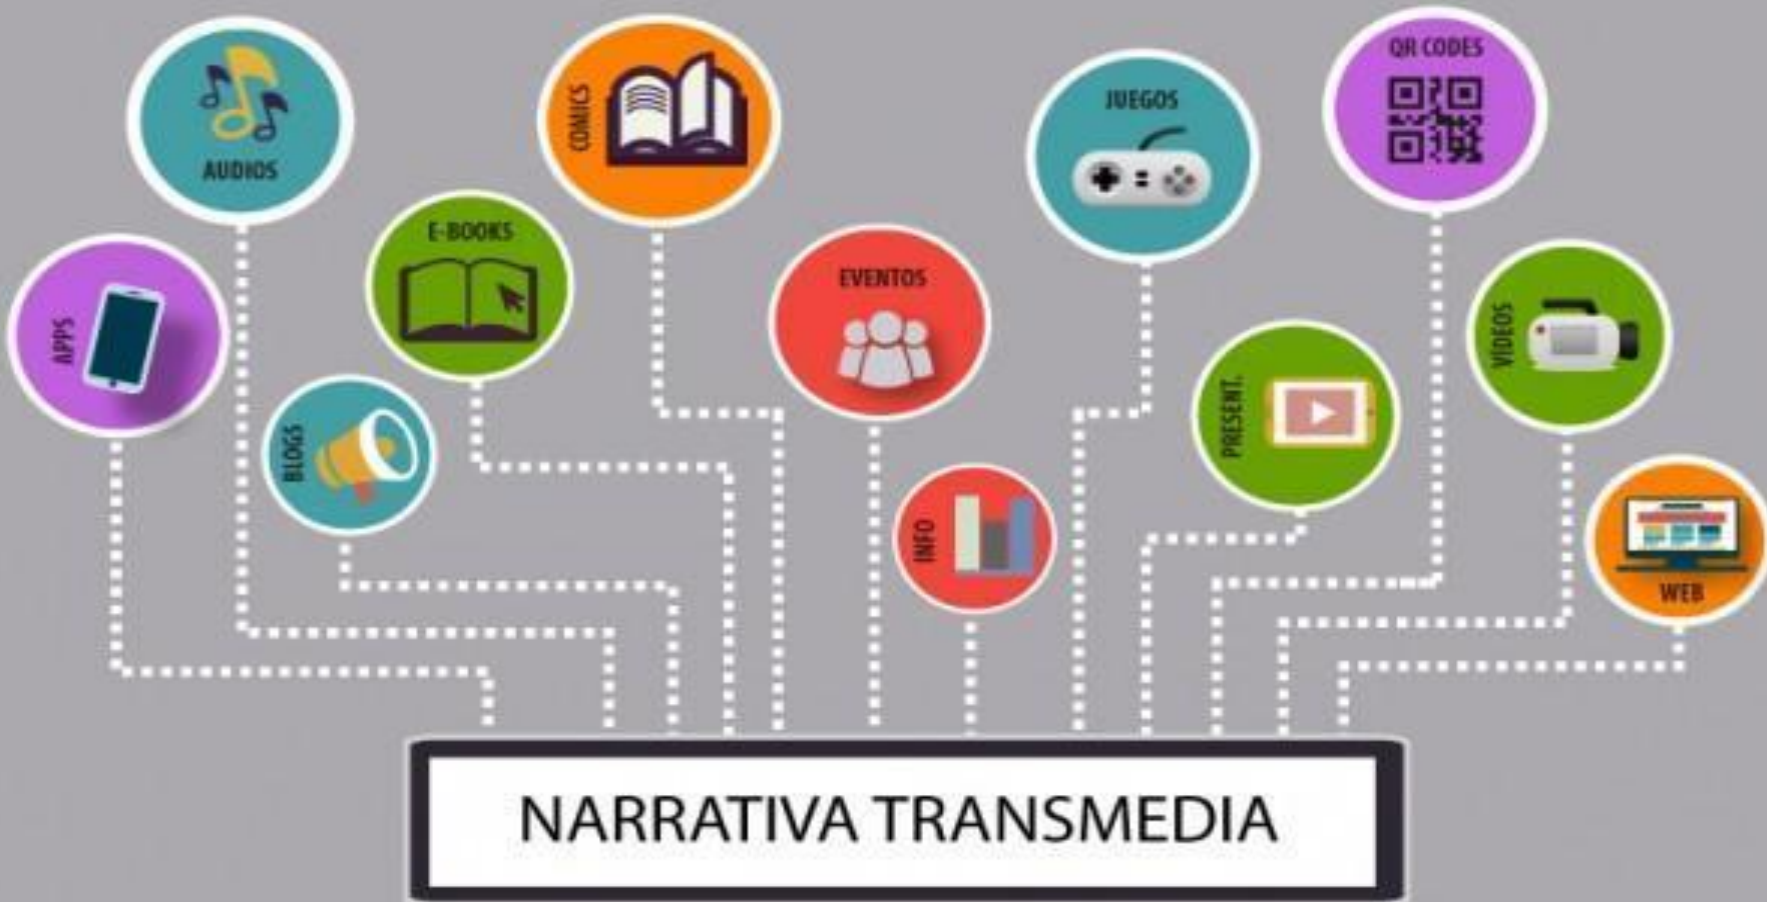 AUDIOS
COMICS
JUEGOS
QR CODES
APPS
E-BOOKS
EVENTOS
VIDEOS
BLOGS
PRESENT.
INFO
WEB
NARRATIVA TRANSMEDIA